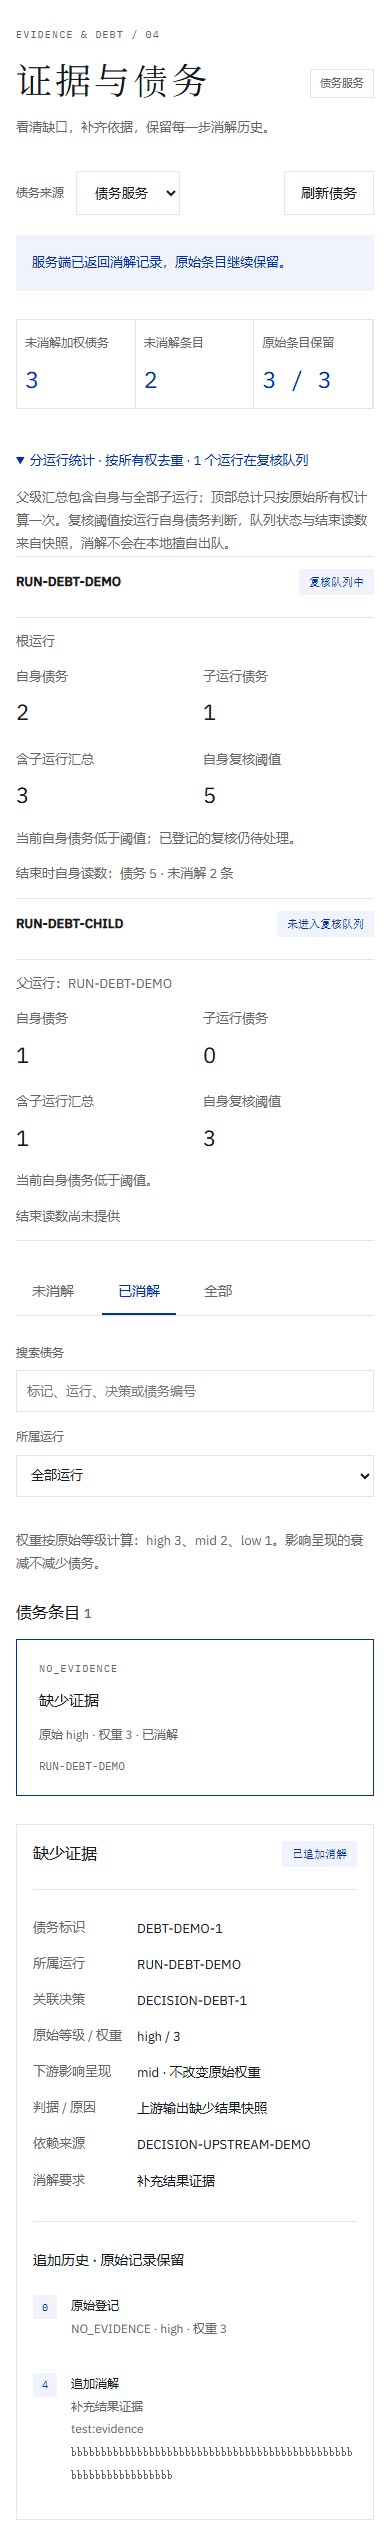 EVIDENCE & DEBT / 04
证据与债务
债务服务
看清缺口，补齐依据，保留每一步消解历史。
债务来源
债务服务
刷新债务
服务端已返回消解记录，原始条目继续保留。
未消解加权债务
未消解条目
原始条目保留
3
2
3 / 3
▼ 分运行统计 · 按所有权去重 · 1 个运行在复核队列
父级汇总包含自身与全部子运行；顶部总计只按原始所有权计
算一次。复核阈值按运行自身债务判断，队列状态与结束读数
来自快照，消解不会在本地擅自出队。
RUN-DEBT-DEMO
复核队列中
根运行
自身债务
子运行债务
2
1
含子运行汇总
自身复核阈值
3
5
当前自身债务低于阈值；已登记的复核仍待处理。
结束时自身读数：债务 5 · 未消解 2 条
RUN-DEBT-CHILD
未进入复核队列
父运行：RUN-DEBT-DEMO
自身债务
子运行债务
1
0
含子运行汇总
自身复核阈值
1
3
当前自身债务低于阈值。
结束读数尚未提供
未消解
已消解
全部
搜索债务
标记、运行、决策或债务编号
所属运行
全部运行
权重按原始等级计算：high 3、mid 2、low 1。影响呈现的衰
减不减少债务。
债务条目 1
NO_EVIDENCE
缺少证据
原始 high · 权重 3 · 已消解
RUN-DEBT-DEMO
缺少证据
已追加消解
债务标识
DEBT-DEMO-1
所属运行
RUN-DEBT-DEMO
关联决策
DECISION-DEBT-1
原始等级 / 权重
high / 3
下游影响呈现
mid · 不改变原始权重
判据 / 原因
上游输出缺少结果快照
依赖来源
DECISION-UPSTREAM-DEMO
消解要求
补充结果证据
追加历史 · 原始记录保留
0
原始登记
NO_EVIDENCE · high · 权重 3
4
追加消解
补充结果证据
test:evidence
bbbbbbbbbbbbbbbbbbbbbbbbbbbbbbbbbbbbbbbbbbbbbbb
bbbbbbbbbbbbbbbbb